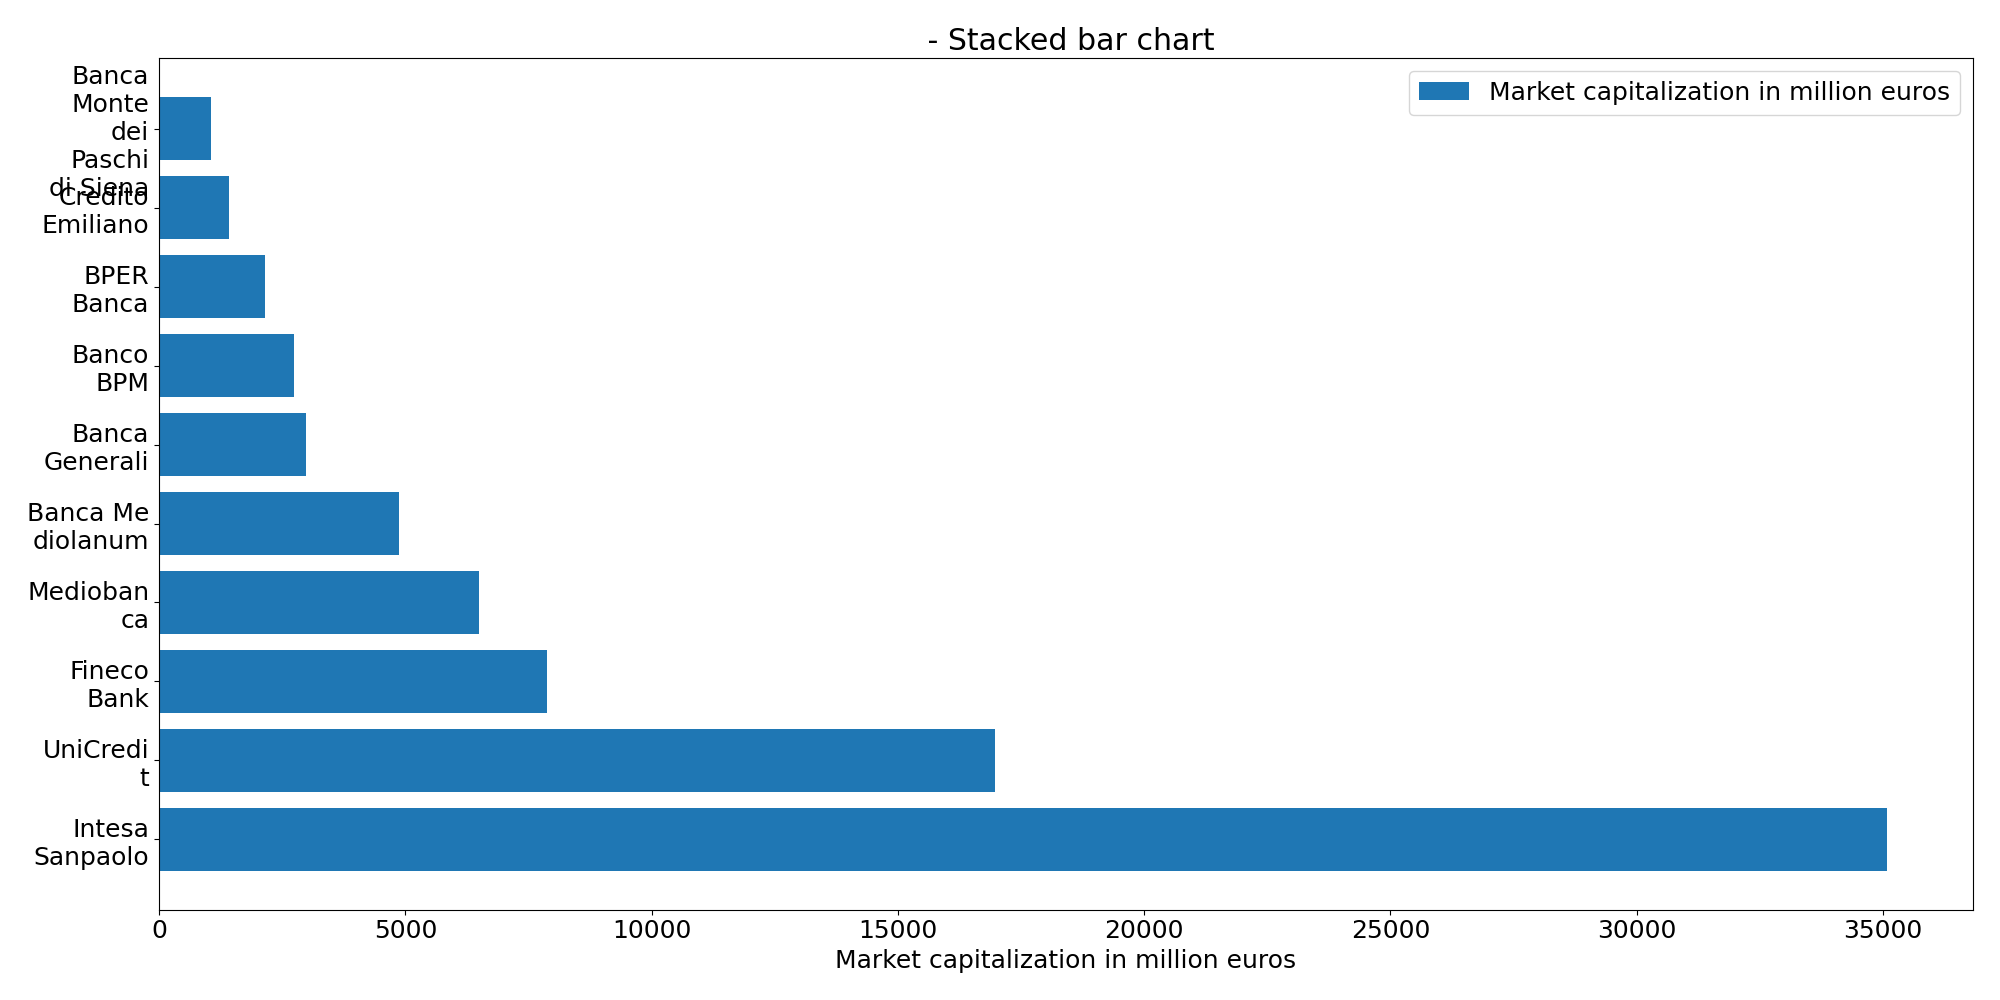 - Stacked bar chart
Market capitalization in million euros
Banca
Monte
dei
Paschi
di Siena
Credito
Emiliano
BPER
Banca
Banco
BPM
Banca
Generali
Banca Me
diolanum
Medioban
ca
Fineco
Bank
UniCredi
t
Intesa
Sanpaolo
0 5000 10000 15000 20000 25000 30000 35000
Market capitalization in million euros